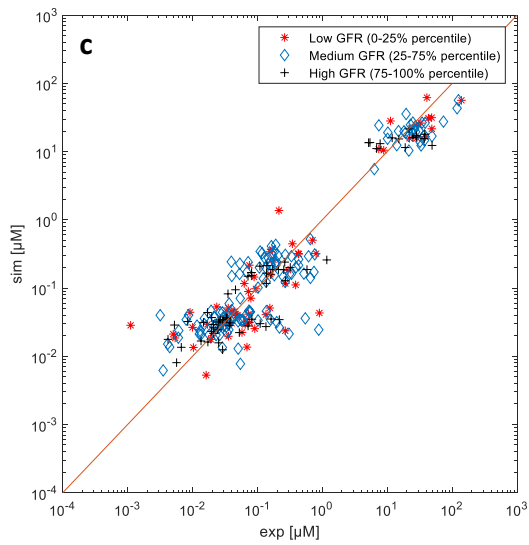 c
Low GFR (0-25% percentile)
Medium GFR (25-75% percentile)
High GFR (75-100% percentile)
10^3
10^2
10^1
10^0
10^-1
10^-2
10^-3
10^-4
sim [µM]
10^-4 10^-3 10^-2 10^-1 10^0 10^1 10^2 10^3
exp [µM]